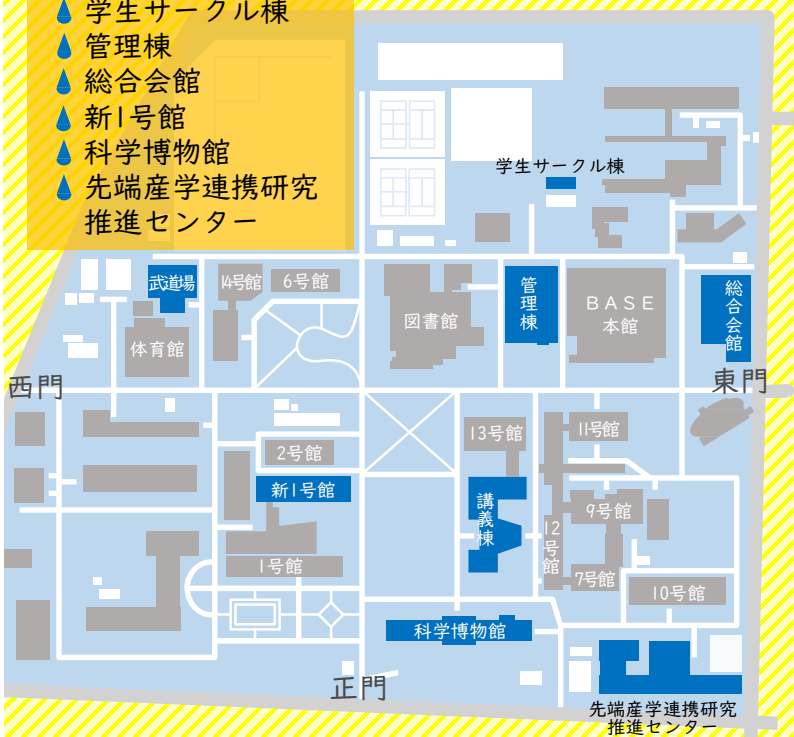 学生サークル棟
管理棟
総合会館
新1号館
科学博物館
先端産学連携研究
推進センター
学生サークル棟
武道場
14号館
6号館
図書館
管理棟
BASE
本館
総合会館
体育館
西門
東門
13号館
11号館
2号館
新1号館
講義棟
9号館
12号館
1号館
7号館
10号館
科学博物館
正門
先端産学連携研究
推進センター